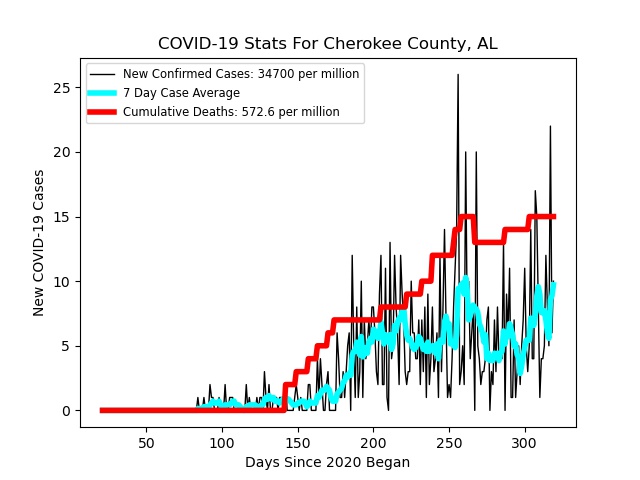 COVID-19 Stats For Cherokee County, AL
New Confirmed Cases: 34700 per million
7 Day Case Average
Cumulative Deaths: 572.6 per million
New COVID-19 Cases
25
20
15
10
5
0
50 100 150 200 250 300
Days Since 2020 Began